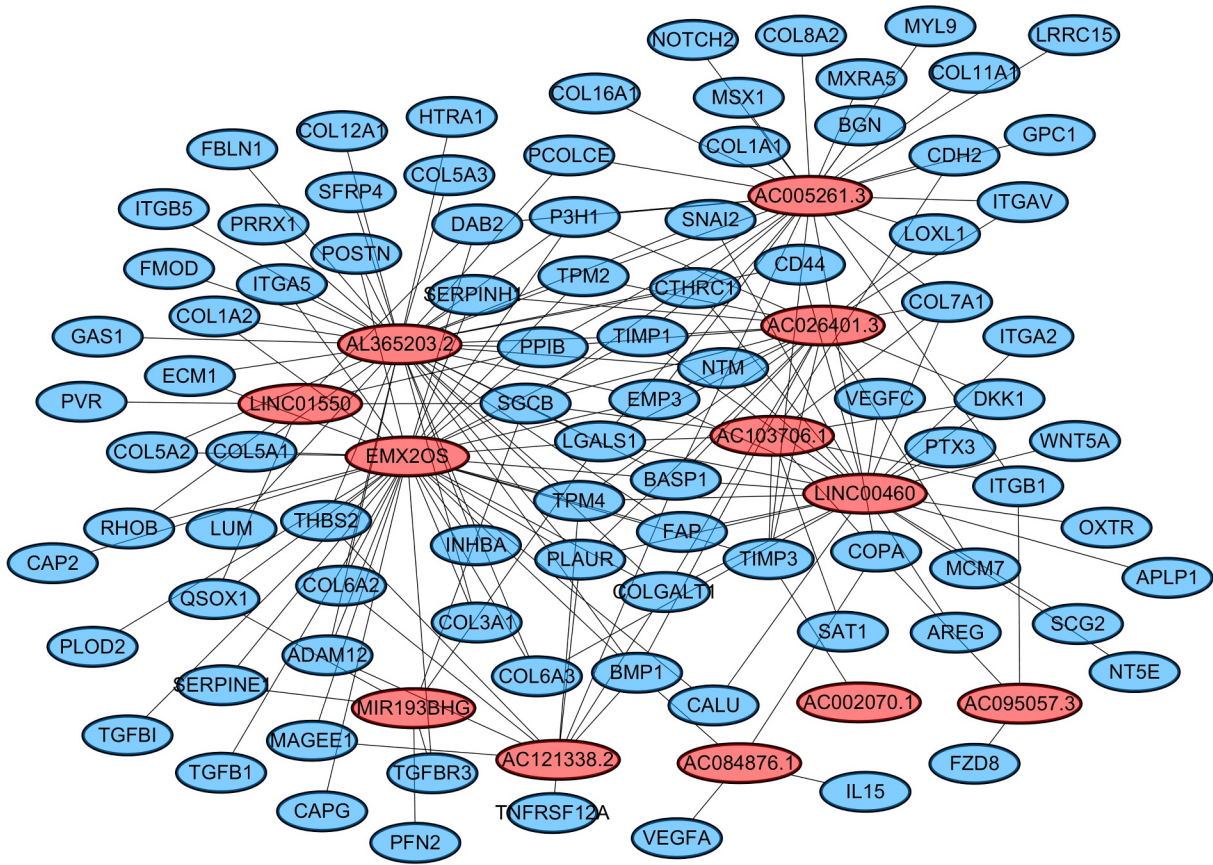 NOTCH2
COL8A2
MYL9
LRRC15
COL16A1
MSX1
MXRA5
COL11A1
HTRA1
COL12A1
FBLN1
PCOLCE
COL1A1
BGN
CDH2
GPC1
SFRP4
COL5A3
AC005261.3
ITGAV
ITGB5
PRRX1
DAB2
P3H1
SNAI2
LOXL1
POSTN
FMOD
ITGA5
SERPINH1
TPM2
CTHRC1
CD44
COL7A1
COL1A2
GAS1
AL365203.2
PPIB
TIMP1
AC026401.3
ITGA2
ECM1
NTM
PVR
LINC01550
SGCB
EMP3
VEGFC
DKK1
COL5A2
COL5A1
EMX2OS
LGALS1
AC103706.1
PTX3
WNT5A
BASP1
LINC00460
ITGB1
RHOB
LUM
THBS2
TPM4
FAP
OXTR
CAP2
INHBA
PLAUR
TIMP3
COPA
MCM7
APLP1
QSOX1
COL6A2
COLGALT1
PLOD2
COL3A1
SAT1
AREG
SCG2
ADAM12
SERPINE1
COL6A3
BMP1
NT5E
MIR193BHG
CALU
AC002070.1
AC095057.3
TGFBI
MAGEE1
TGFB1
TGFBR3
AC121338.2
AC084876.1
FZD8
CAPG
TNFRSF12A
IL15
PFN2
VEGFA